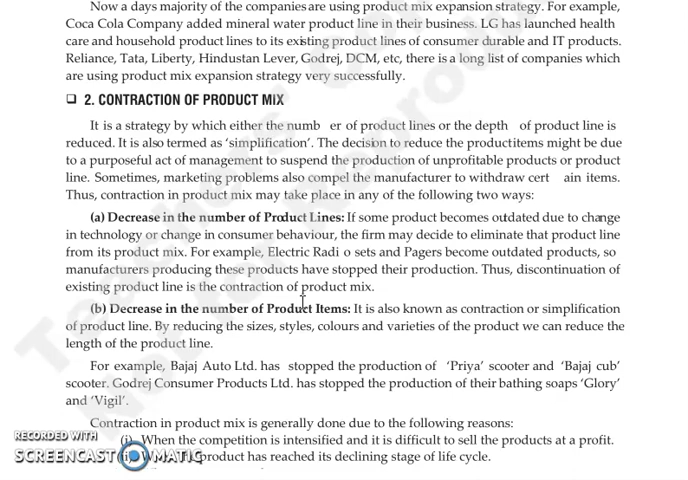 Now a days majority of the companies are using product mix expansion strategy. For example,
Coca Cola Company added mineral water product line in their business. LG has launched health
care and household product lines to its existing product lines of consumer durable and IT products.
Reliance, Tata, Liberty, Hindustan Lever, Godrej, DCM, etc, there is a long list of companies which
are using product mix expansion strategy very successfully.
❑ 2. CONTRACTION OF PRODUCT MIX
It is a strategy by which either the numb er of product lines or the depth of product line is
reduced. It is also termed as 'simplification'. The decision to reduce the product items might be due
to a purposeful act of management to suspend the production of unprofitable products or product
line. Sometimes, marketing problems also compel the manufacturer to withdraw cert ain items.
Thus, contraction in product mix may take place in any of the following two ways:
(a) Decrease in the number of Product Lines: If some product becomes outdated due to change
in technology or change in consumer behaviour, the firm may decide to eliminate that product line
from its product mix. For example, Electric Radi o sets and Pagers become outdated products, so
manufacturers producing these products have stopped their production. Thus, discontinuation of
existing product line is the contraction of product mix.
(b) Decrease in the number of Product Items: It is also known as contraction or simplification
of product line. By reducing the sizes, styles, colours and varieties of the product we can reduce the
length of the product line.
For example, Bajaj Auto Ltd. has stopped the production of 'Priya' scooter and 'Bajaj cub'
scooter. Godrej Consumer Products Ltd. has stopped the production of their bathing soaps 'Glory'
and 'Vigil'.
Contraction in product mix is generally done due to the following reasons:
(i) When the competition is intensified and it is difficult to sell the products at a profit.
product has reached its declining stage of life cycle.
RECORDED WITH
SCREENCAST MATIC